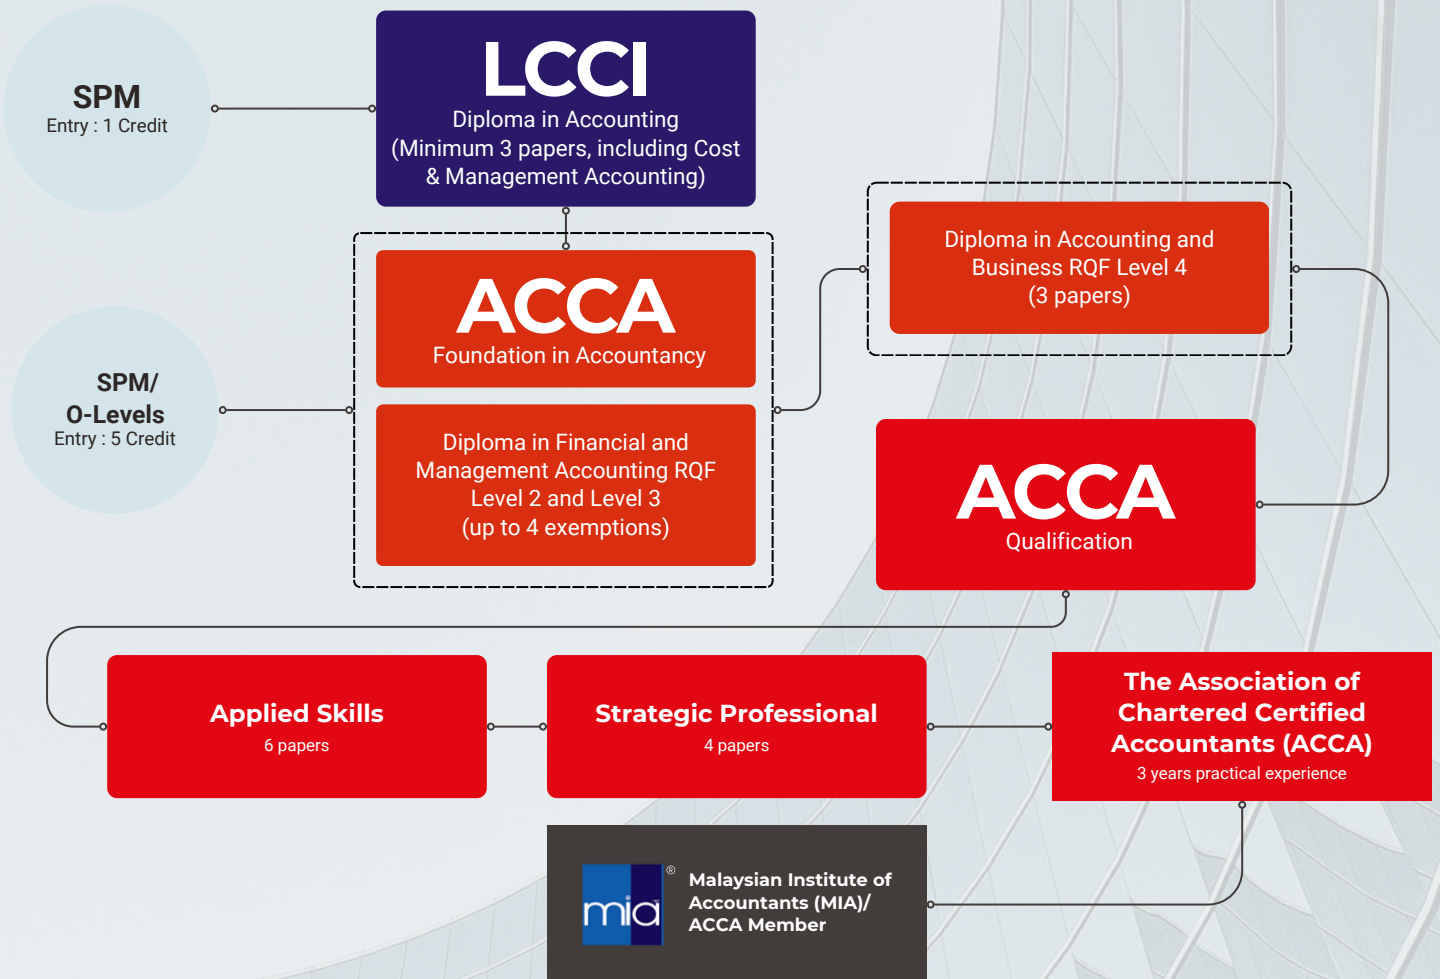 SPM
Entry : 1 Credit
LCCI
Diploma in Accounting
(Minimum 3 papers, including Cost
& Management Accounting)
SPM/
O-Levels
Entry : 5 Credit
ACCA
Foundation in Accountancy
Diploma in Financial and
Management Accounting RQF
Level 2 and Level 3
(up to 4 exemptions)
Diploma in Accounting and
Business RQF Level 4
(3 papers)
ACCA
Qualification
Applied Skills
6 papers
Strategic Professional
4 papers
The Association of
Chartered Certified
Accountants (ACCA)
3 years practical experience
mia ®
Malaysian Institute of
Accountants (MIA)/
ACCA Member